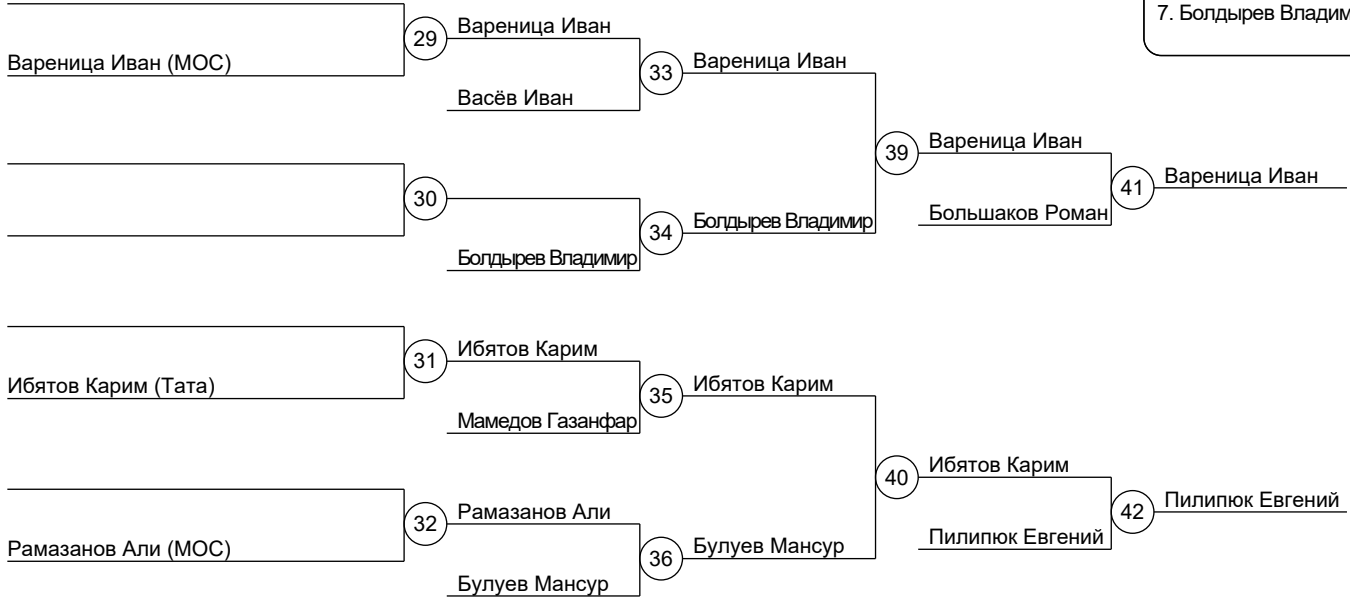 7. Болдырев Владим
29
Вареница Иван
Вареница Иван (МОС)
33
Вареница Иван
Васёв Иван
39
Вареница Иван
30
41
Вареница Иван
34
Болдырев Владимир
Большаков Роман
Болдырев Владимир
31
Ибятов Карим
Ибятов Карим (Тата)
35
Ибятов Карим
Мамедов Газанфар
40
Ибятов Карим
32
Рамазанов Али
42
Пилипюк Евгений
Рамазанов Али (МОС)
36
Булуев Мансур
Пилипюк Евгений
Булуев Мансур